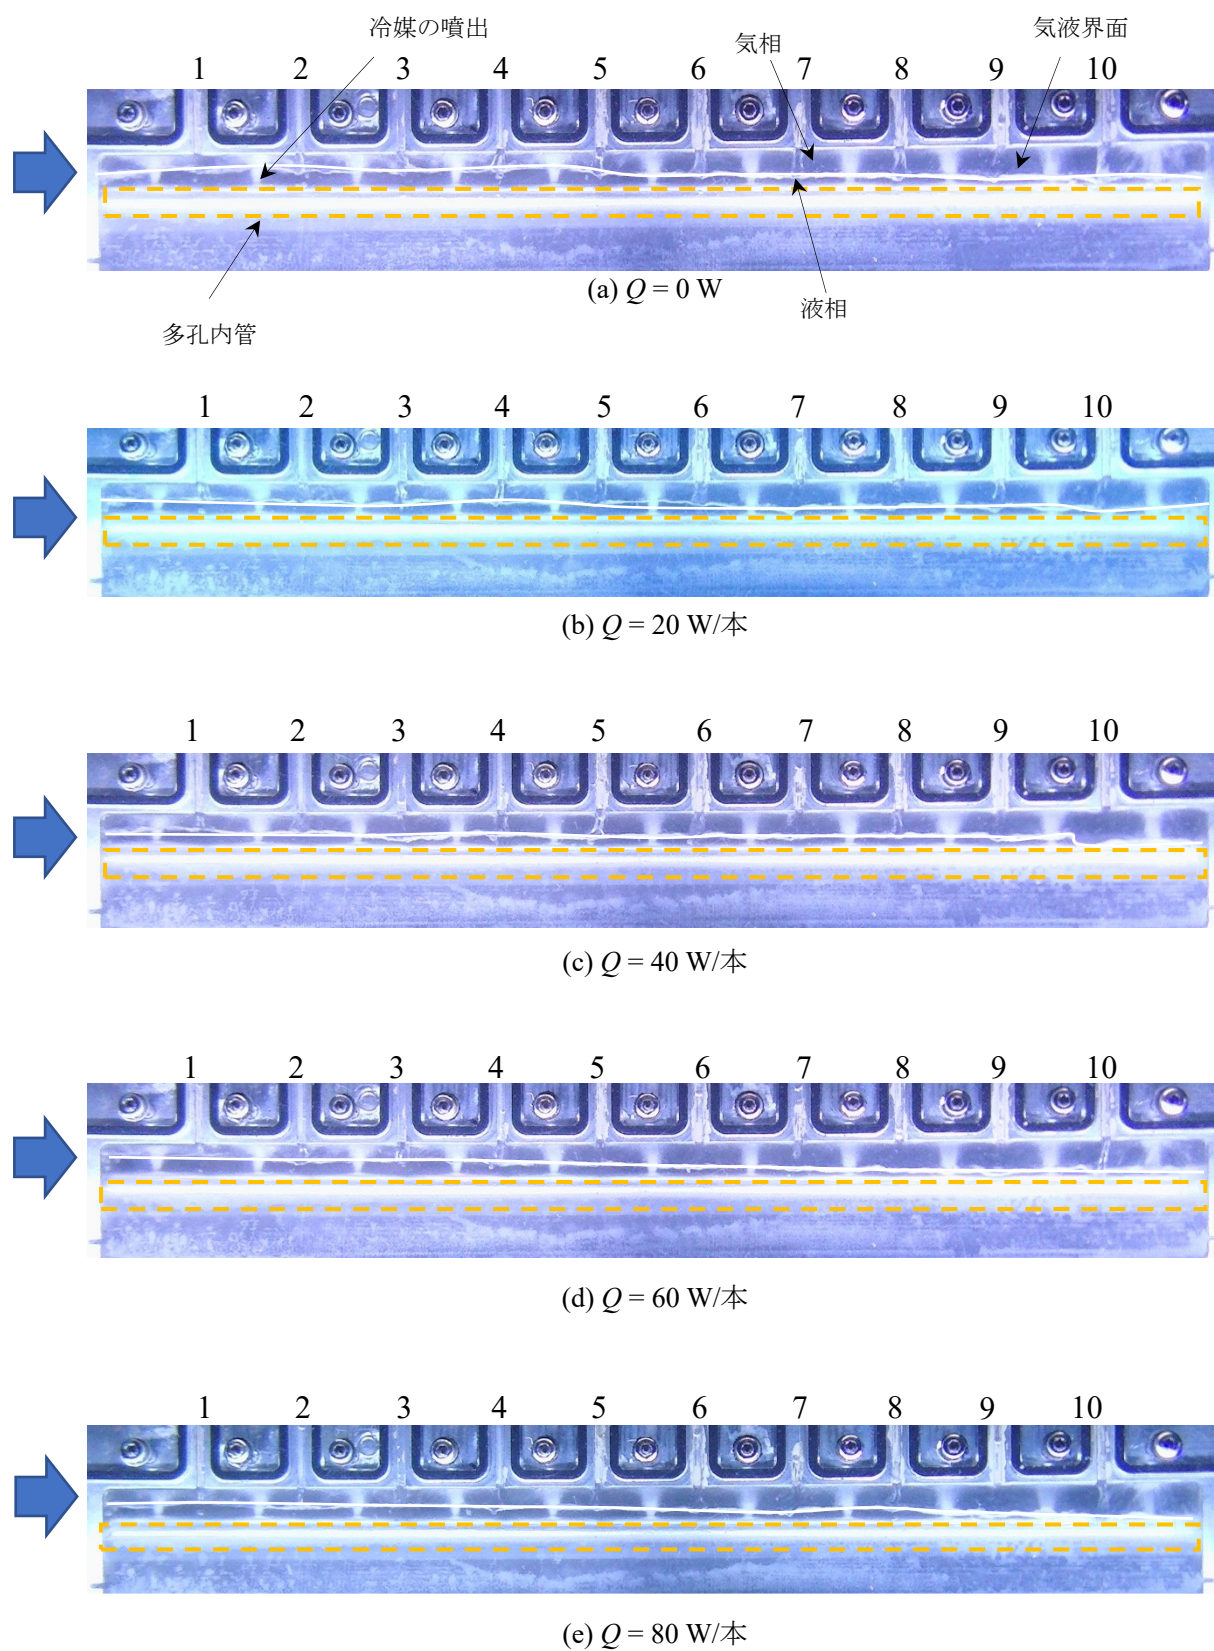 冷媒の噴出
気相
気液界面
1 2 3 4 5 6 7 8 9 10
(a) Q = 0 W
液相
多孔内管
1 2 3 4 5 6 7 8 9 10
(b) Q = 20 W/本
1 2 3 4 5 6 7 8 9 10
(c) Q = 40 W/本
1 2 3 4 5 6 7 8 9 10
(d) Q = 60 W/本
1 2 3 4 5 6 7 8 9 10
(e) Q = 80 W/本